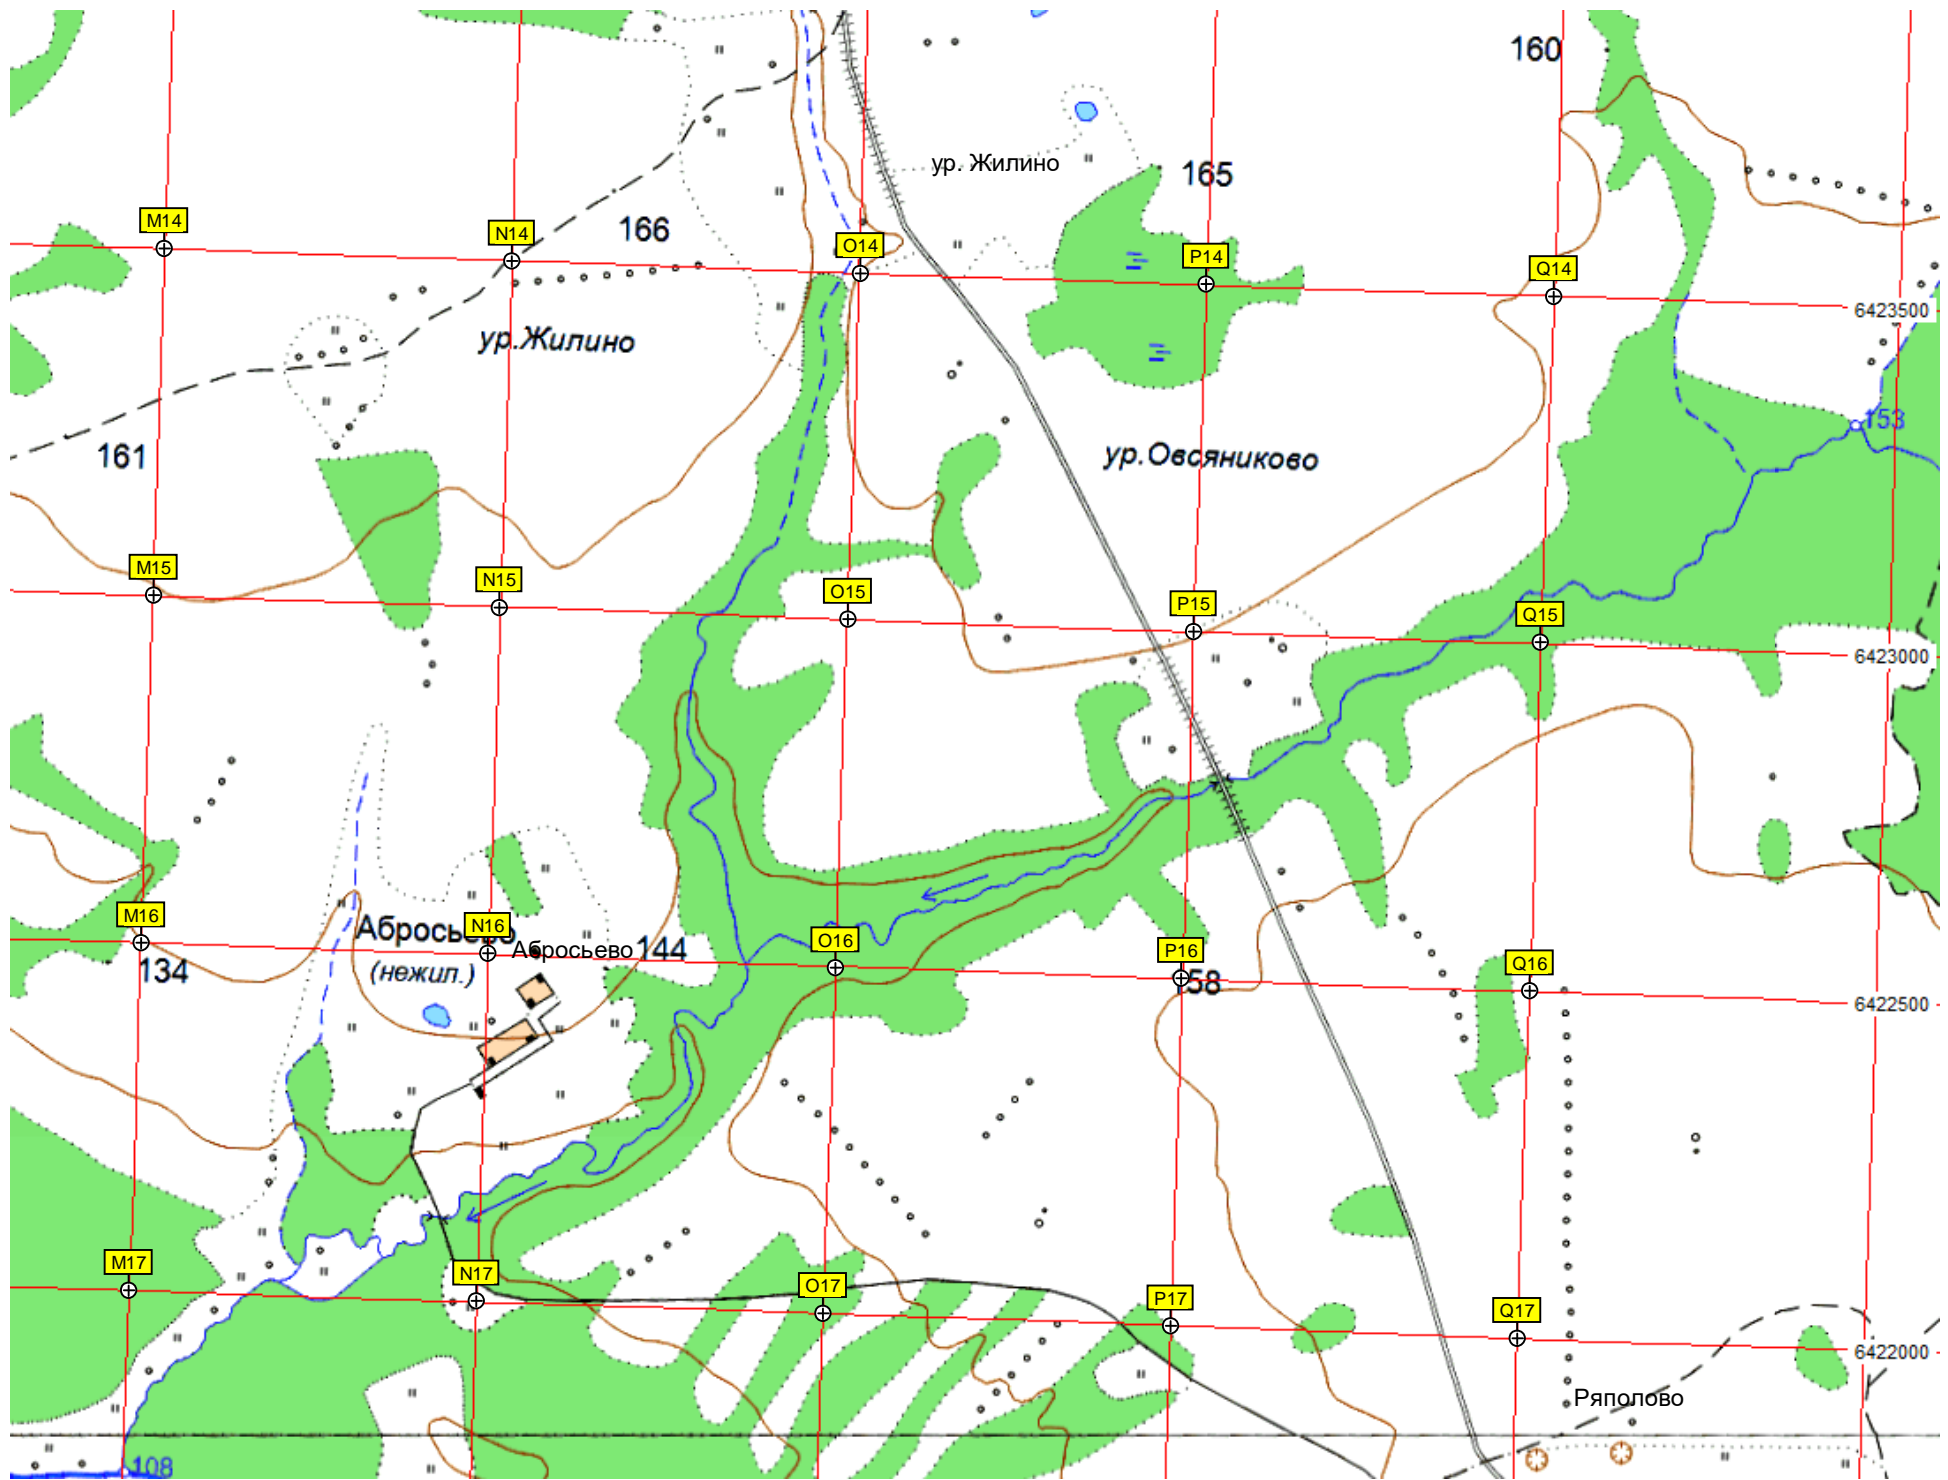 160
ур. Жилино
165
M14
N14
166
O14
P14
Q14
6423500
ур.Жилино
153
161
ур.Овсяниково
M15
N15
O15
P15
Q15
6423000
M16
N16
Абросьево
Абросьево
144
O16
P16
Q16
134
(нежил.)
58
6422500
M17
N17
O17
P17
Q17
6422000
Ряполово
108